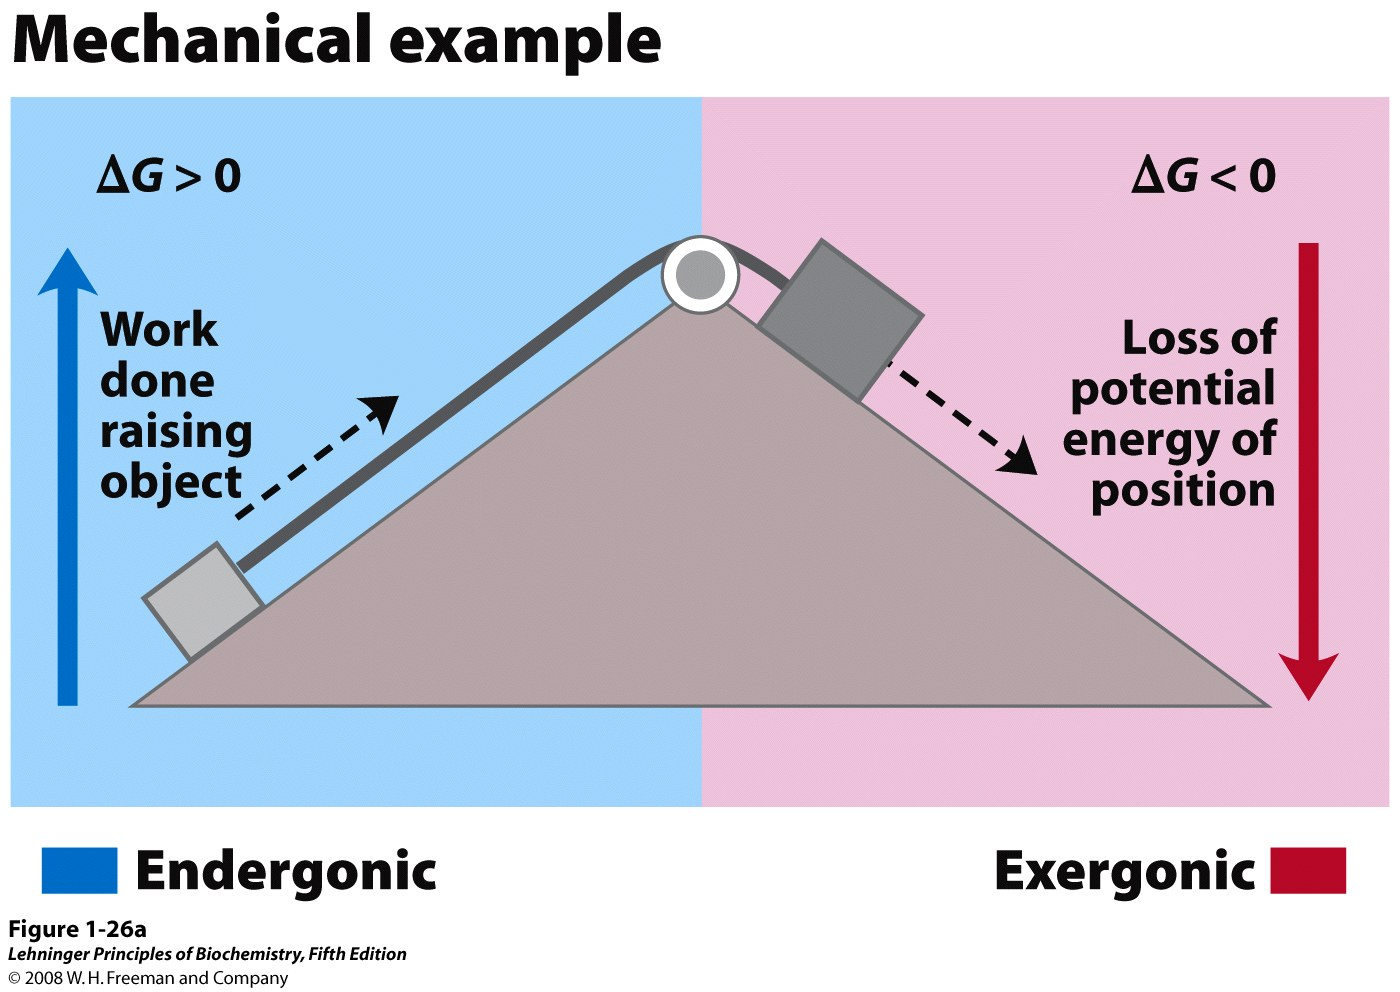 Mechanical example
ΔG > 0
ΔG < 0
Work
done
raising
object
Loss of
potential
energy of
position
Endergonic
Exergonic
Figure 1-26a
Lehninger Principles of Biochemistry, Fifth Edition
© 2008 W. H. Freeman and Company